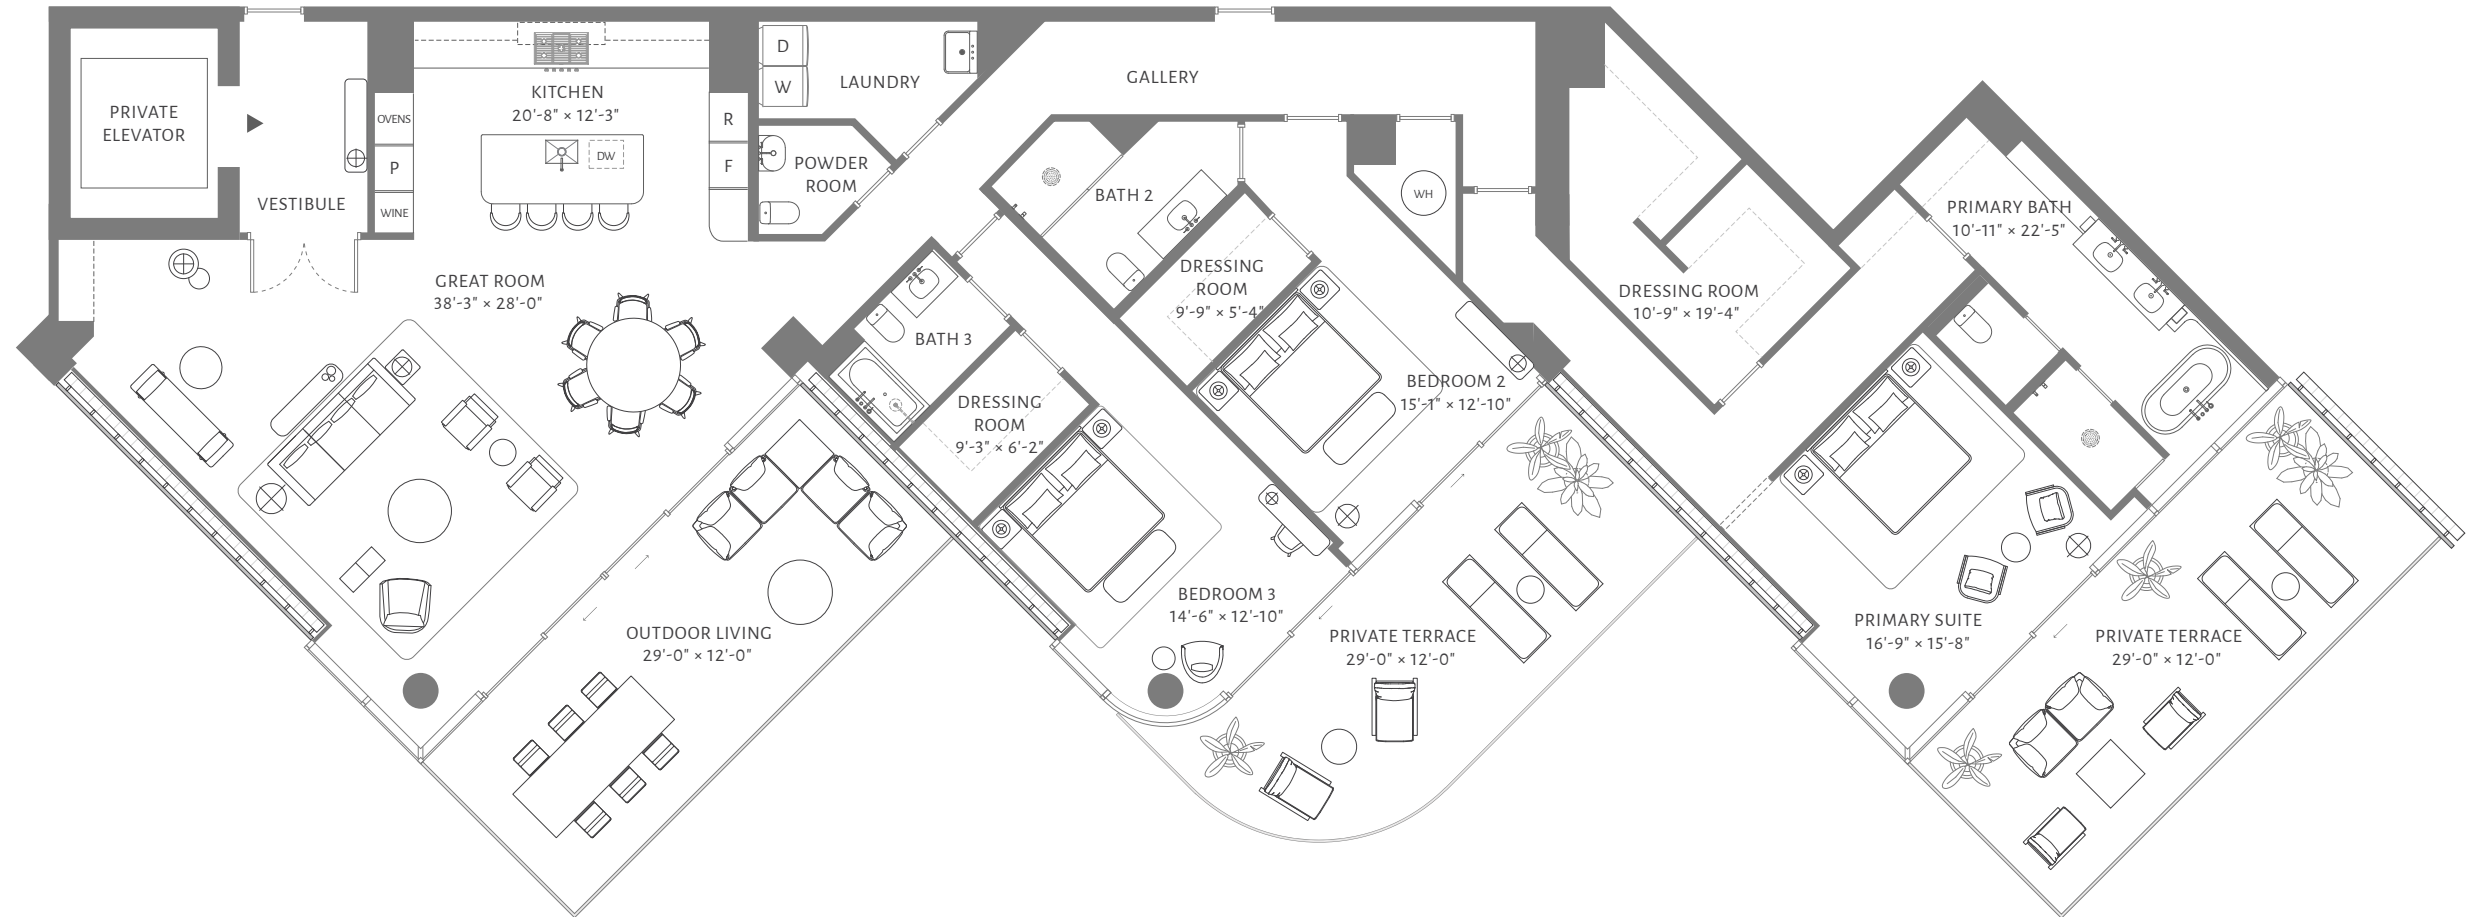 PRIVATE
ELEVATOR
VESTIBULE
OVENS
P
WINE
KITCHEN
20'-8" × 12'-3"
DW
R
F
D
W
LAUNDRY
POWDER
ROOM
GALLERY
GREAT ROOM
38'-3" × 28'-0"
OUTDOOR LIVING
29'-0" × 12'-0"
BATH 3
DRESSING
ROOM
9'-3" × 6'-2"
BEDROOM 3
14'-6" × 12'-10"
BATH 2
DRESSING
ROOM
9'-9" × 5'-4"
WH
BEDROOM 2
15'-1" × 12'-10"
PRIVATE TERRACE
29'-0" × 12'-0"
DRESSING ROOM
10'-9" × 19'-4"
PRIMARY BATH
10'-11" × 22'-5"
PRIMARY SUITE
16'-9" × 15'-8"
PRIVATE TERRACE
29'-0" × 12'-0"